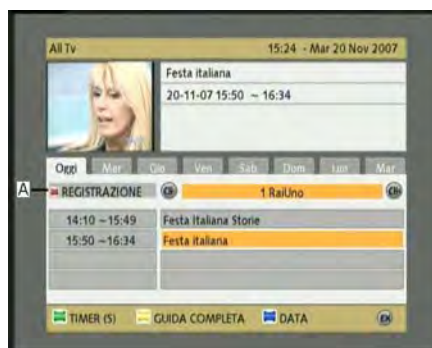 All Tv 15:24 - Mar 20 Nov 2007
Festa italiana
20-11-07 15:50 ~ 16:34
Oggi Mer Gio Ven Sab Dom Lun Mar
A REGISTRAZIONE 1 RaiUno
14:10 ~15:49 Festa Italiana Storie
15:50 ~16:34 Festa italiana
TIMER (5) GUIDA COMPLETA DATA